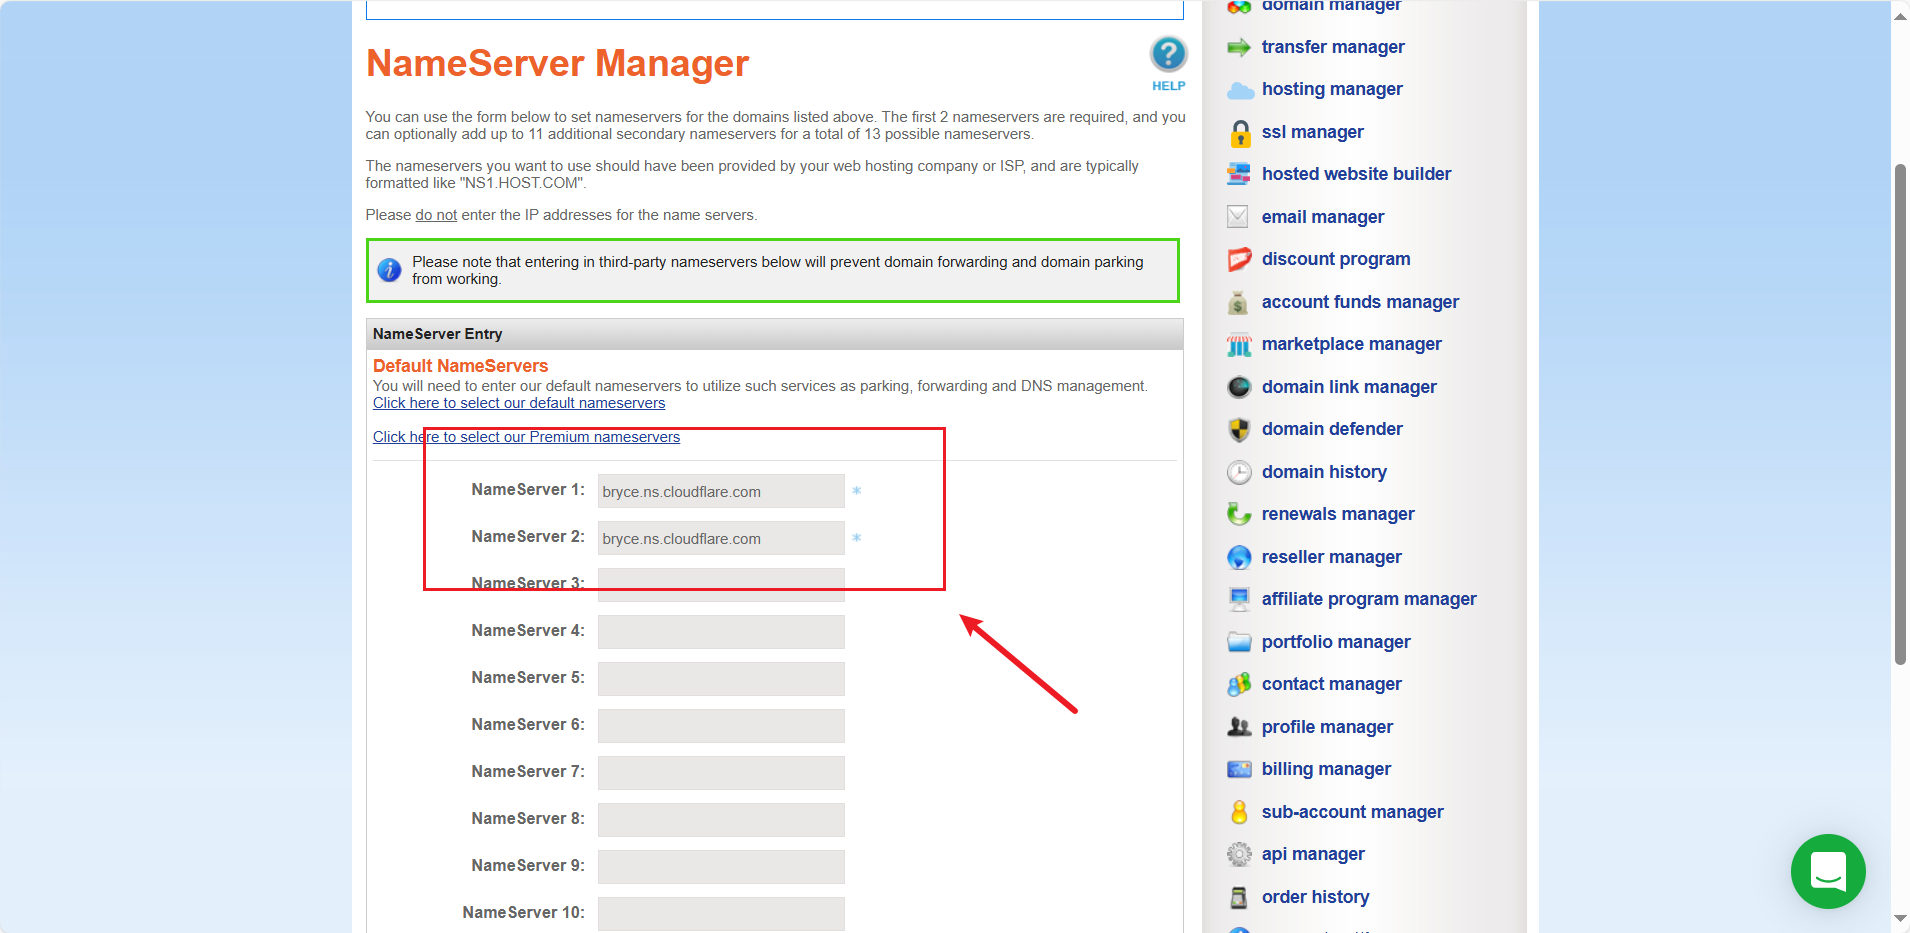 NameServer Manager
HELP
You can use the form below to set nameservers for the domains listed above. The first 2 nameservers are required, and you
can optionally add up to 11 additional secondary nameservers for a total of 13 possible nameservers.
The nameservers you want to use should have been provided by your web hosting company or ISP, and are typically
formatted like "NS1.HOST.COM".
Please do not enter the IP addresses for the name servers.
Please note that entering in third-party nameservers below will prevent domain forwarding and domain parking
from working.
NameServer Entry
Default NameServers
You will need to enter our default nameservers to utilize such services as parking, forwarding and DNS management.
Click here to select our default nameservers
Click here to select our Premium nameservers
NameServer 1: bryce.ns.cloudflare.com *
NameServer 2: bryce.ns.cloudflare.com *
NameServer 3:
NameServer 4:
NameServer 5:
NameServer 6:
NameServer 7:
NameServer 8:
NameServer 9:
NameServer 10:
domain manager
transfer manager
hosting manager
ssl manager
hosted website builder
email manager
discount program
account funds manager
marketplace manager
domain link manager
domain defender
domain history
renewals manager
reseller manager
affiliate program manager
portfolio manager
contact manager
profile manager
billing manager
sub-account manager
api manager
order history